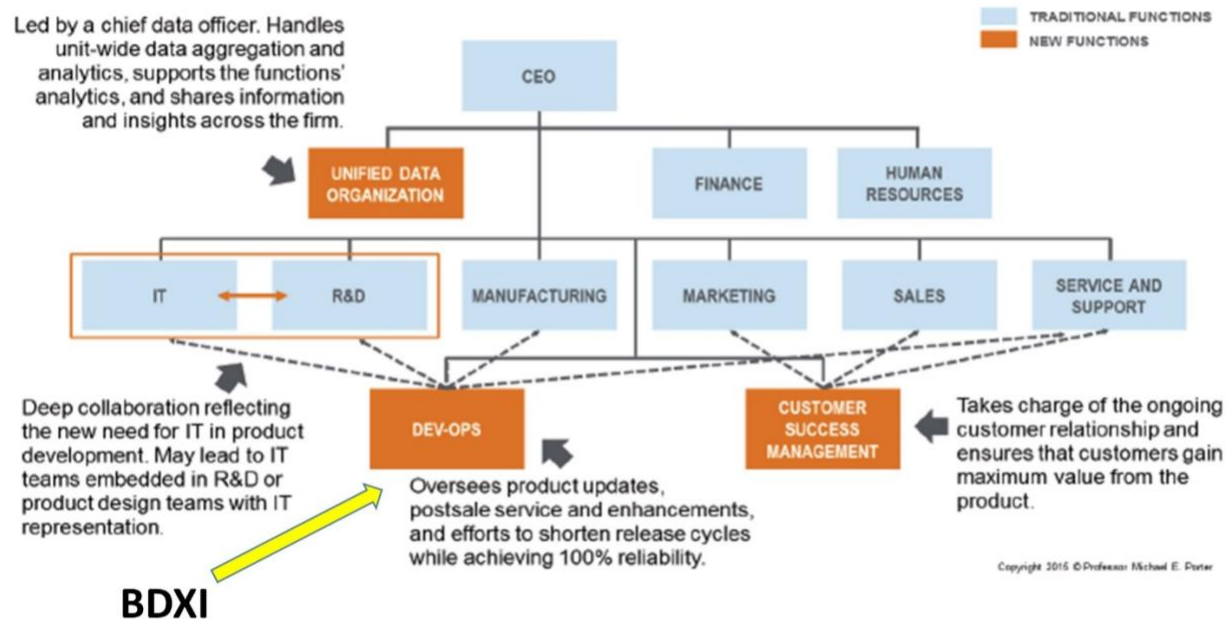 Led by a chief data officer. Handles
unit-wide data aggregation and
analytics, supports the functions'
analytics, and shares information
and insights across the firm.
TRADITIONAL FUNCTIONS
NEW FUNCTIONS
CEO
UNIFIED DATA
ORGANIZATION
FINANCE
HUMAN
RESOURCES
IT
R&D
MANUFACTURING
MARKETING
SALES
SERVICE AND
SUPPORT
Deep collaboration reflecting
the new need for IT in product
development. May lead to IT
teams embedded in R&D or
product design teams with IT
representation.
DEV-OPS
Oversees product updates,
postsale service and enhancements,
and efforts to shorten release cycles
while achieving 100% reliability.
CUSTOMER
SUCCESS
MANAGEMENT
Takes charge of the ongoing
customer relationship and
ensures that customers gain
maximum value from the
product.
Copyright 2015 © Professor Michael E. Porter
BDXI